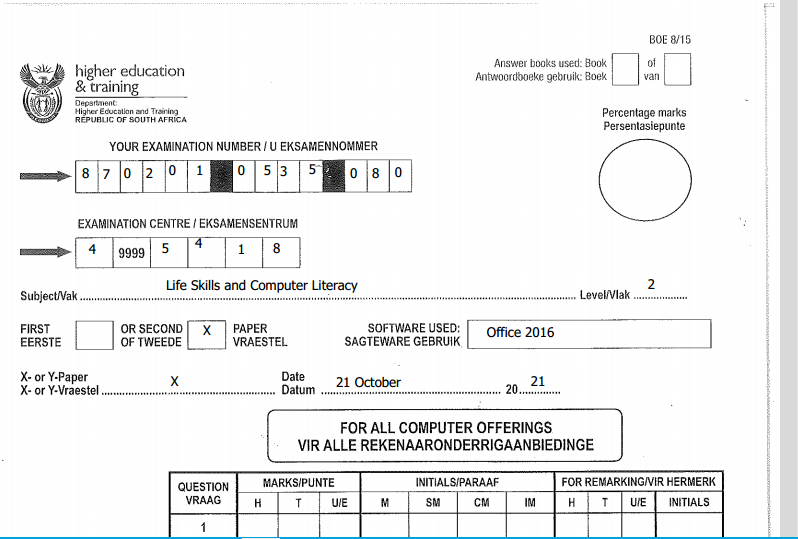 BOE 8/15
higher education
& training
Department:
Higher Education and Training
REPUBLIC OF SOUTH AFRICA
Answer books used: Book of
Antwoordboeke gebruik: Boek van
Percentage marks
Persentasiepunte
YOUR EXAMINATION NUMBER / U EKSAMENNOMMER
8 7 0 2 0 1 0 5 3 5 0 8 0
EXAMINATION CENTRE / EKSAMENSENTRUM
4 9999 5 4 1 8
Life Skills and Computer Literacy 2
Subject/Vak Level/Vlak
FIRST OR SECOND X PAPER SOFTWARE USED: Office 2016
EERSTE OF TWEEDE VRAESTEL SAGTEWARE GEBRUIK
X- or Y-Paper X Date 21 October 21
X- or Y-Vraestel Datum 20
FOR ALL COMPUTER OFFERINGS
VIR ALLE REKENAARONDERRIGAANBIEDINGE
QUESTION MARKS/PUNTE INITIALS/PARAAF FOR REMARKING/VIR HERMERK
VRAAG H T U/E M SM CM IM H T U/E INITIALS
1